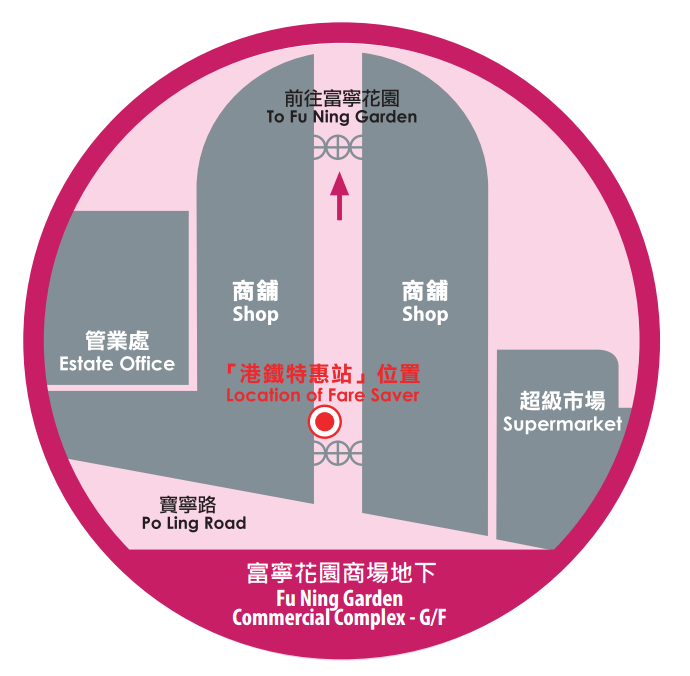 前往富寧花園
To Fu Ning Garden
商舖
Shop
商舖
Shop
管業處
Estate Office
「港鐵特惠站」位置
Location of Fare Saver
超級市場
Supermarket
寶寧路
Po Ling Road
富寧花園商場地下
Fu Ning Garden
Commercial Complex - G/F